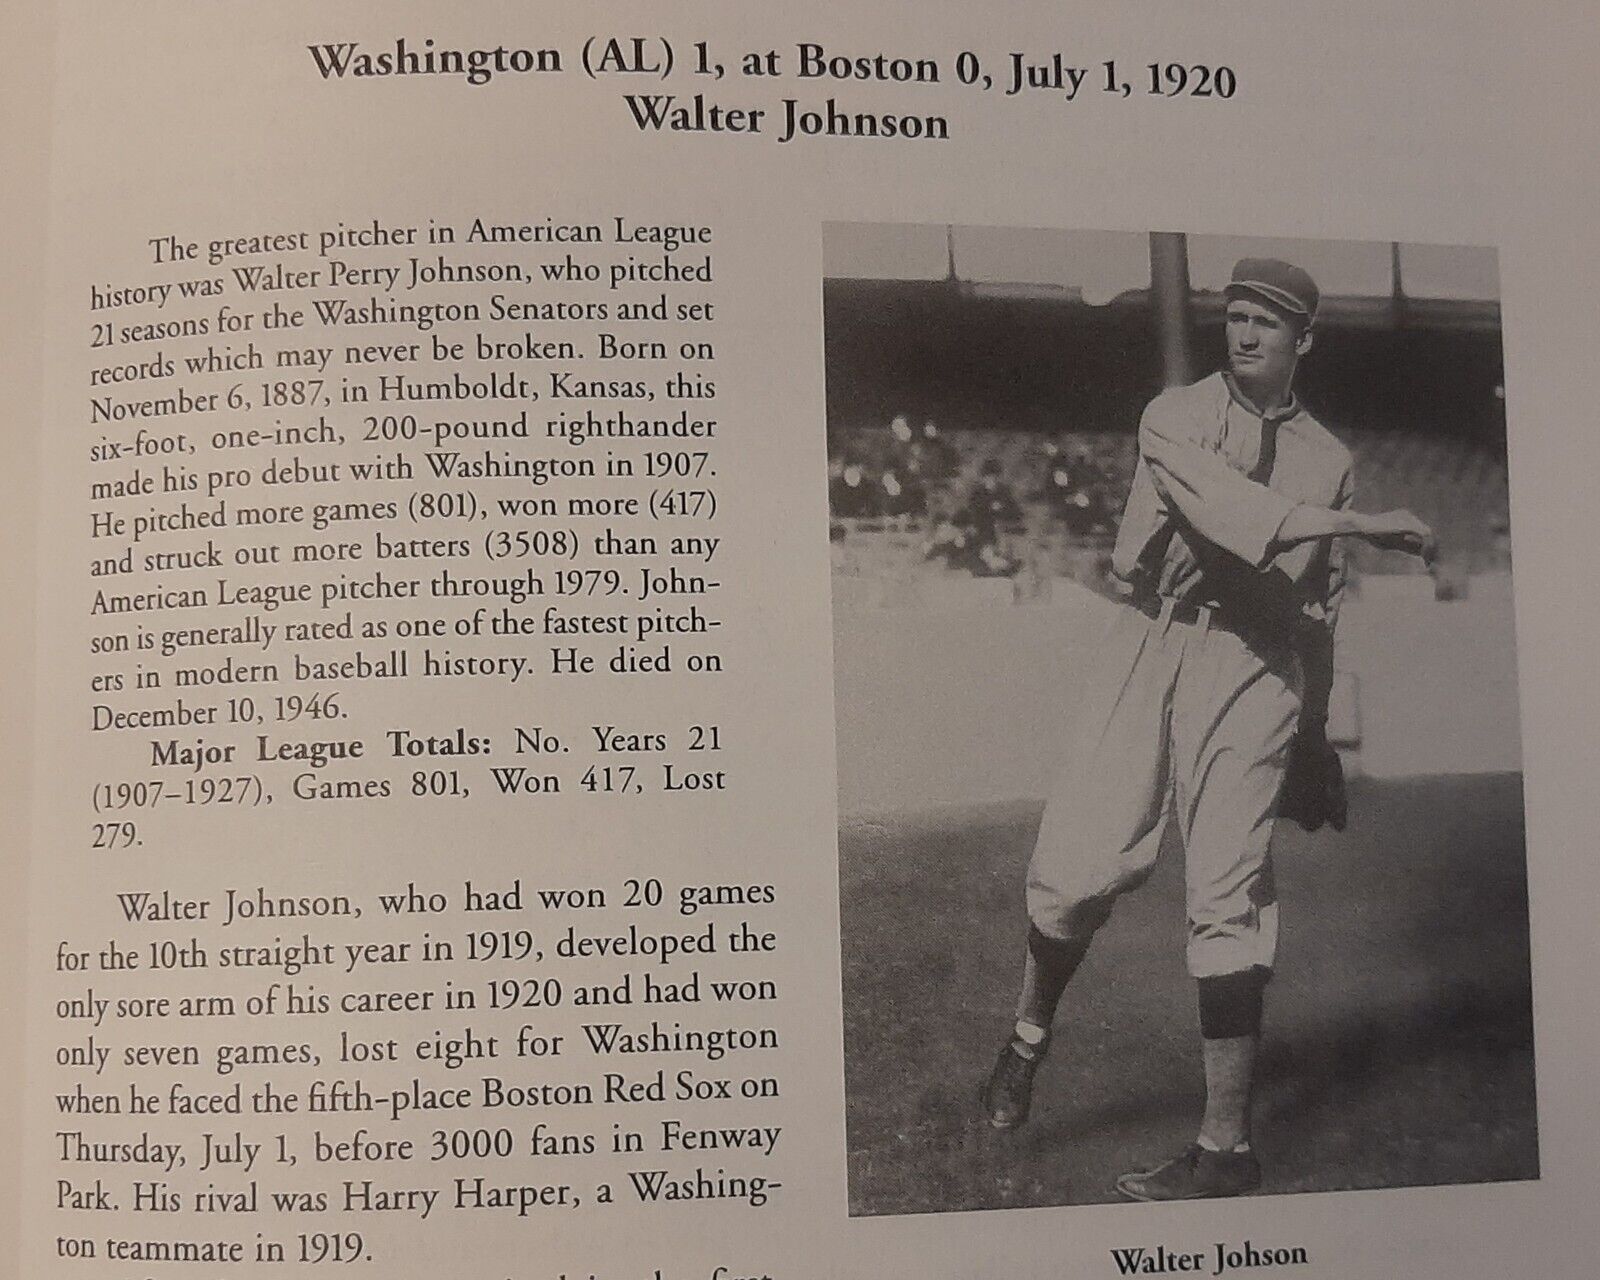 Washington (AL) 1, at Boston 0, July 1, 1920
Walter Johnson
The greatest pitcher in American League
history was Walter Perry Johnson, who pitched
21 seasons for the Washington Senators and set
records which may never be broken. Born on
November 6, 1887, in Humboldt, Kansas, this
six-foot, one-inch, 200-pound righthander
made his pro debut with Washington in 1907.
He pitched more games (801), won more (417)
and struck out more batters (3508) than any
American League pitcher through 1979. John-
son is generally rated as one of the fastest pitch-
ers in modern baseball history. He died on
December 10, 1946.
Major League Totals: No. Years 21
(1907–1927), Games 801, Won 417, Lost
279.
Walter Johnson, who had won 20 games
for the 10th straight year in 1919, developed the
only sore arm of his career in 1920 and had won
only seven games, lost eight for Washington
when he faced the fifth-place Boston Red Sox on
Thursday, July 1, before 3000 fans in Fenway
Park. His rival was Harry Harper, a Washing-
ton teammate in 1919.
first
Walter Johson